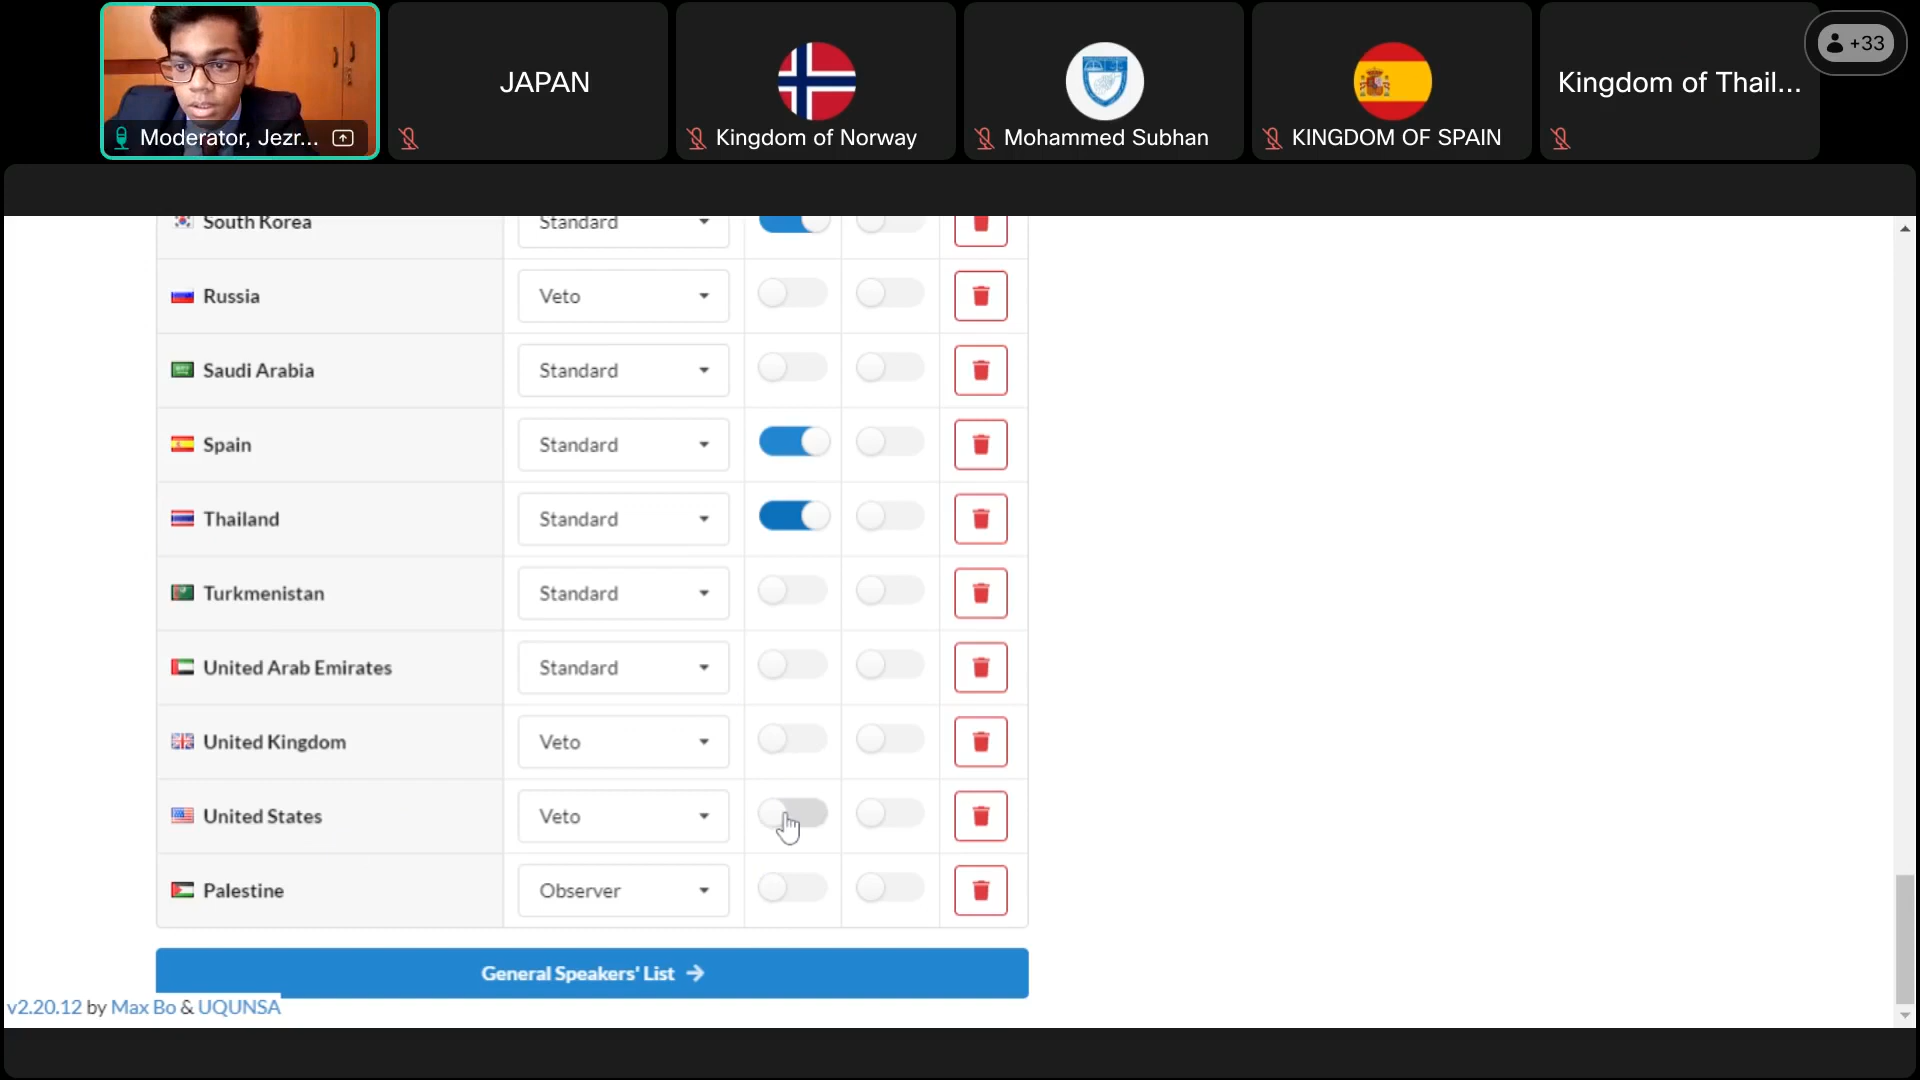 JAPAN
Kingdom of Thail...
+33
Moderator, Jezr...
Kingdom of Norway
Mohammed Subhan
KINGDOM OF SPAIN
South Korea Standard
Russia Veto
Saudi Arabia Standard
Spain Standard
Thailand Standard
Turkmenistan Standard
United Arab Emirates Standard
United Kingdom Veto
United States Veto
Palestine Observer
General Speakers' List
v2.20.12 by Max Bo & UQUNSA